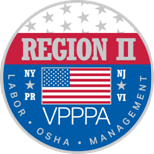 REGION II
NY NJ
PR VI
VPPPA
LABOR • OSHA • MANAGEMENT